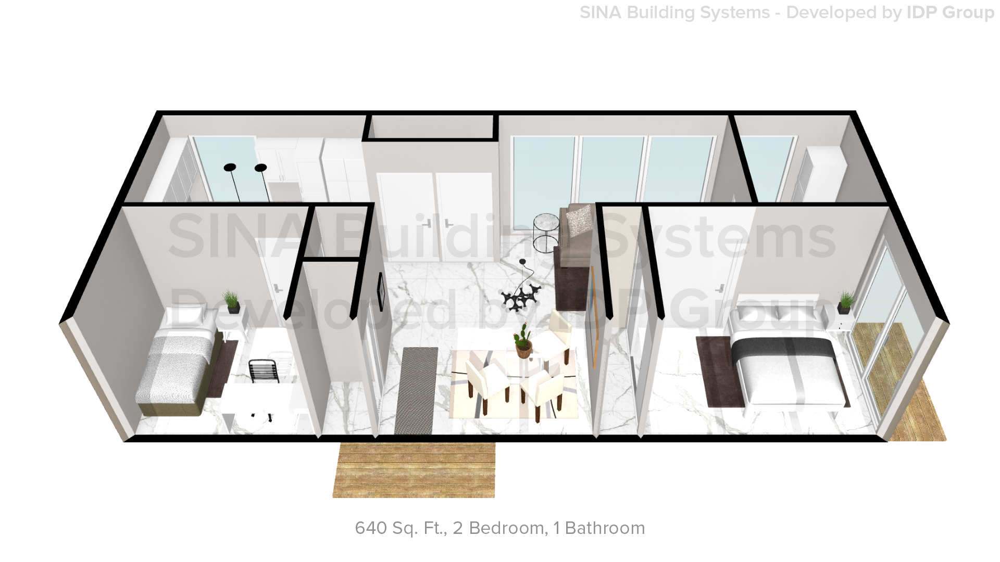 SINA Building Systems - Developed by IDP Group
SINA Building Systems
Developed by IDP Group
640 Sq. Ft., 2 Bedroom, 1 Bathroom